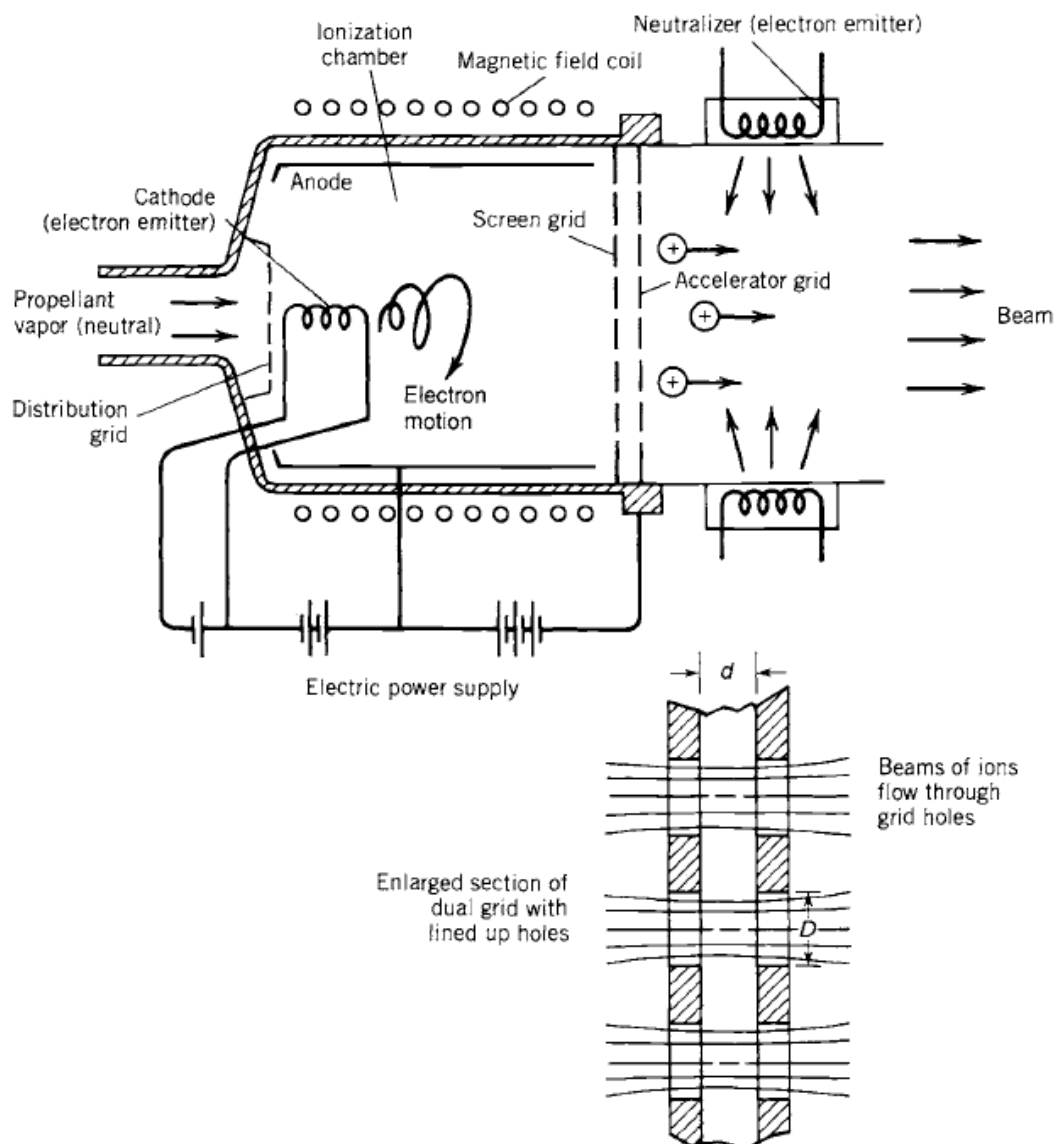 Ionization
chamber
Magnetic field coil
Neutralizer (electron emitter)
Cathode
(electron emitter)
Anode
Screen grid
Accelerator grid
Propellant
vapor (neutral)
Beam
Distribution
grid
Electron
motion
+
+
+
Electric power supply
d
Beams of ions
flow through
grid holes
Enlarged section of
dual grid with
lined up holes
D